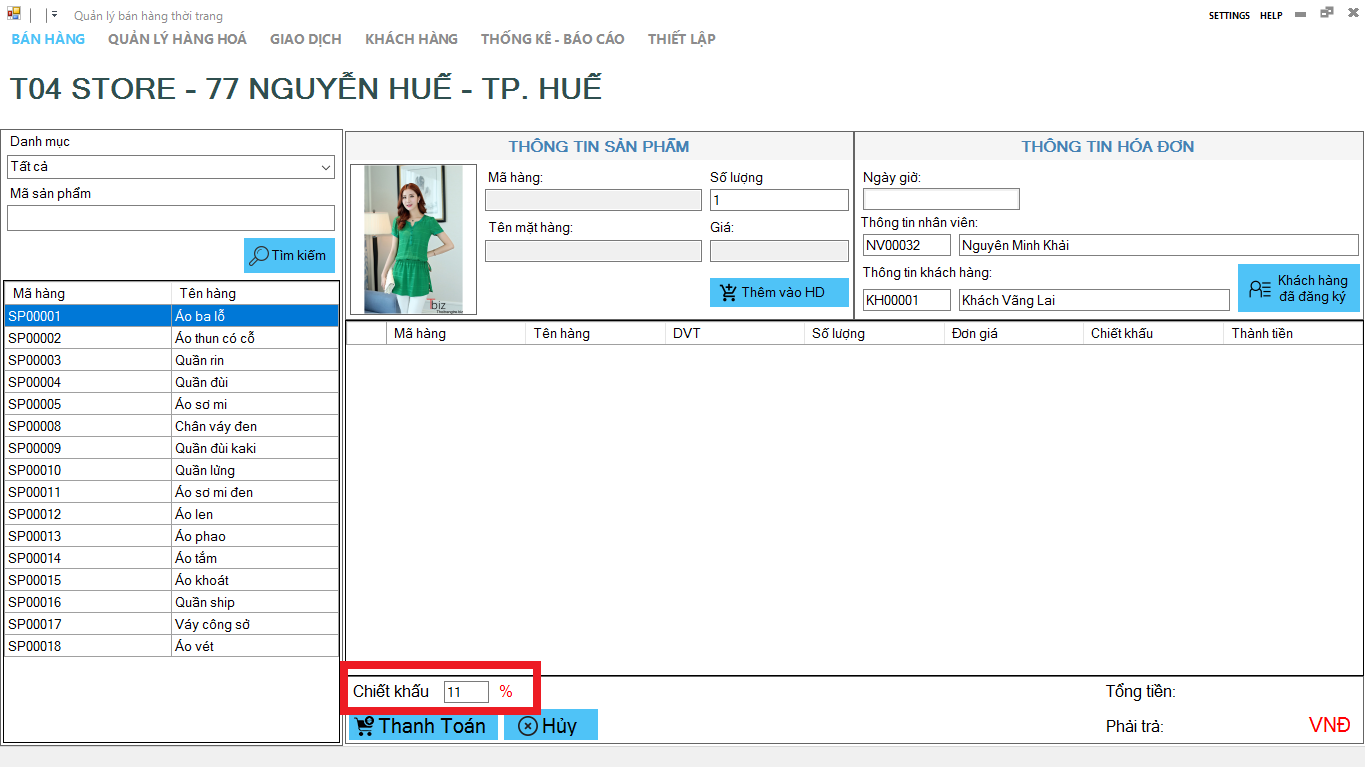 Quản lý bán hàng thời trang
SETTINGS HELP
BÁN HÀNG QUẢN LÝ HÀNG HOÁ GIAO DỊCH KHÁCH HÀNG THỐNG KÊ - BÁO CÁO THIẾT LẬP
T04 STORE - 77 NGUYỄN HUẾ - TP. HUẾ
Danh mục
Tất cả
Mã sản phẩm
Tìm kiếm
Mã hàng Tên hàng
SP00001 Áo ba lỗ
SP00002 Áo thun có cỗ
SP00003 Quần rin
SP00004 Quần đùi
SP00005 Áo sơ mi
SP00008 Chân váy đen
SP00009 Quần đùi kaki
SP00010 Quần lửng
SP00011 Áo sơ mi đen
SP00012 Áo len
SP00013 Áo phao
SP00014 Áo tắm
SP00015 Áo khoát
SP00016 Quần ship
SP00017 Váy công sở
SP00018 Áo vét
THÔNG TIN SẢN PHẨM
Mã hàng: Số lượng
1
Tên mặt hàng: Giá:
Thêm vào HD
Tbiz
THÔNG TIN HÓA ĐƠN
Ngày giờ:
Thông tin nhân viên:
NV00032 Nguyên Minh Khải
Thông tin khách hàng:
KH00001 Khách Vãng Lai
Khách hàng
đã đăng ký
Mã hàng Tên hàng DVT Số lượng Đơn giá Chiết khấu Thành tiền
Chiết khấu 11 %
Thanh Toán Hủy
Tổng tiền:
Phải trả: VNĐ